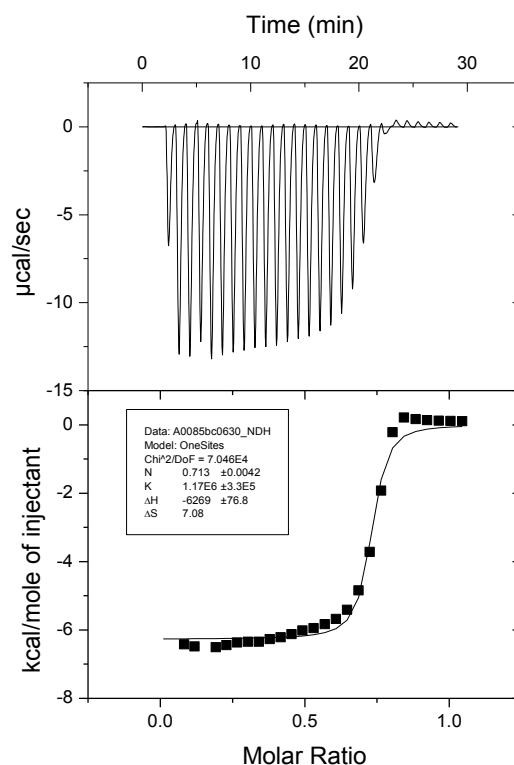 Time (min)
0 10 20 30
0
-5
-10
-15
µcal/sec
0
-2
-4
-6
-8
kcal/mole of injectant
Data: A0085bc0630_NDH
Model: OneSites
Chi^2/DoF = 7.046E4
N 0.713 ±0.0042
K 1.17E6 ±3.3E5
ΔH -6269 ±76.8
ΔS 7.08
0.0 0.5 1.0
Molar Ratio